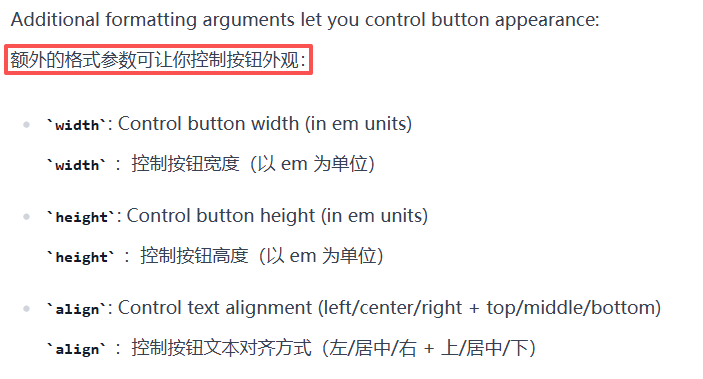 Additional formatting arguments let you control button appearance:
额外的格式参数可让你控制按钮外观：
`width`: Control button width (in em units)
`width` ：控制按钮宽度（以 em 为单位）
`height`: Control button height (in em units)
`height` ：控制按钮高度（以 em 为单位）
`align`: Control text alignment (left/center/right + top/middle/bottom)
`align` ：控制按钮文本对齐方式（左/居中/右 + 上/居中/下）